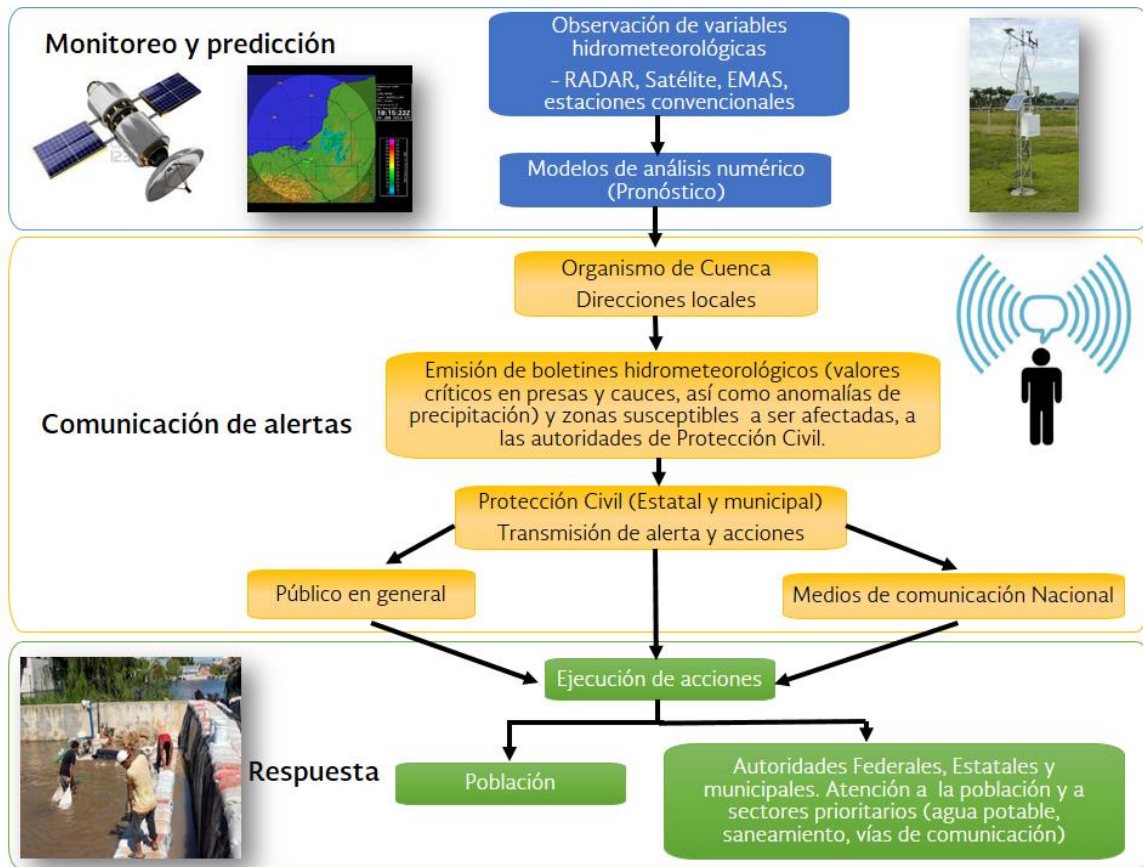 Monitoreo y predicción
Observación de variables
hidrometeorológicas
- RADAR, Satélite, EMAS,
estaciones convencionales
Modelos de análisis numérico
(Pronóstico)
Organismo de Cuenca
Direcciones locales
Comunicación de alertas
Emisión de boletines hidrometeorológicos (valores
críticos en presas y cauces, así como anomalías de
precipitación) y zonas susceptibles a ser afectadas, a
las autoridades de Protección Civil.
Protección Civil (Estatal y municipal)
Transmisión de alerta y acciones
Público en general
Medios de comunicación Nacional
Ejecución de acciones
Respuesta
Población
Autoridades Federales, Estatales y
municipales. Atención a la población y a
sectores prioritarios (agua potable,
saneamiento, vías de comunicación)